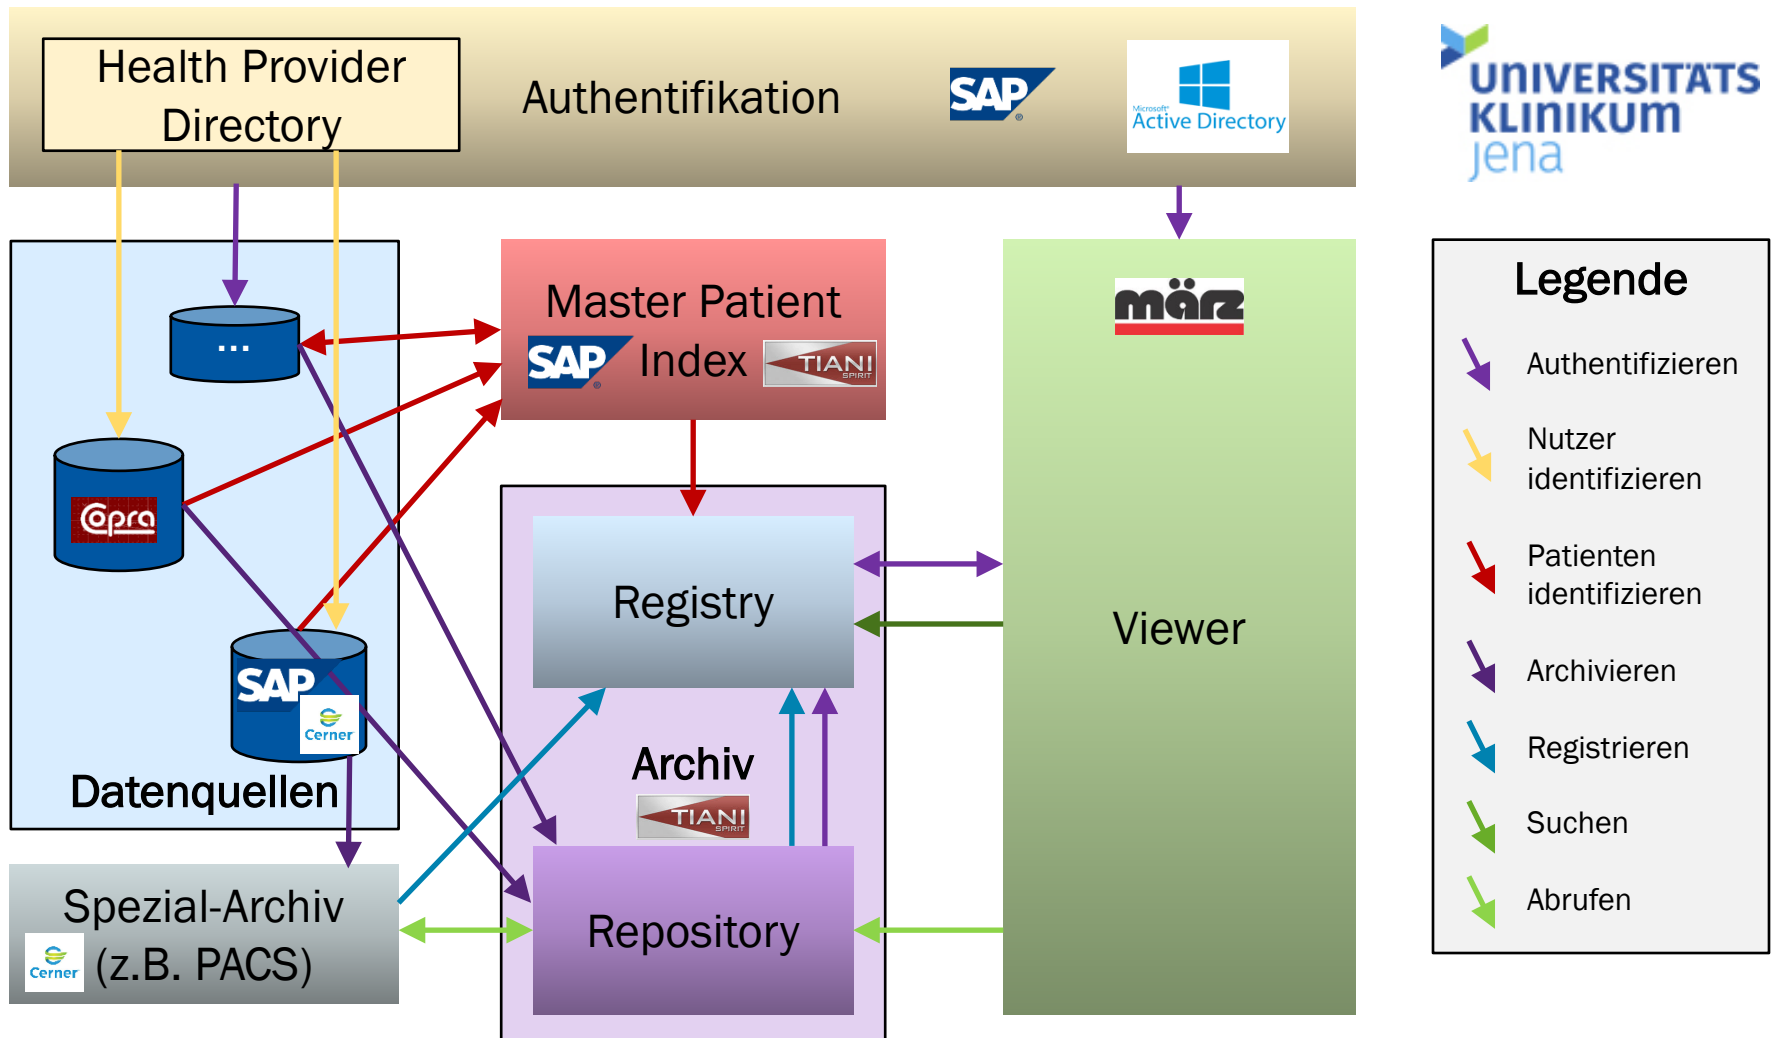 Health Provider
Directory
Authentifikation
SAP
®
Microsoft®
Active Directory
UNIVERSITÄTS
KLINIKUM
jena
...
Copra
SAP
Cerner
Datenquellen
Master Patient
SAP
®
Index
TIANI
SPIRIT
Registry
Archiv
TIANI
SPIRIT
Repository
Spezial-Archiv
Cerner
(z.B. PACS)
märz
Viewer
Legende
Authentifizieren
Nutzer
identifizieren
Patienten
identifizieren
Archivieren
Registrieren
Suchen
Abrufen